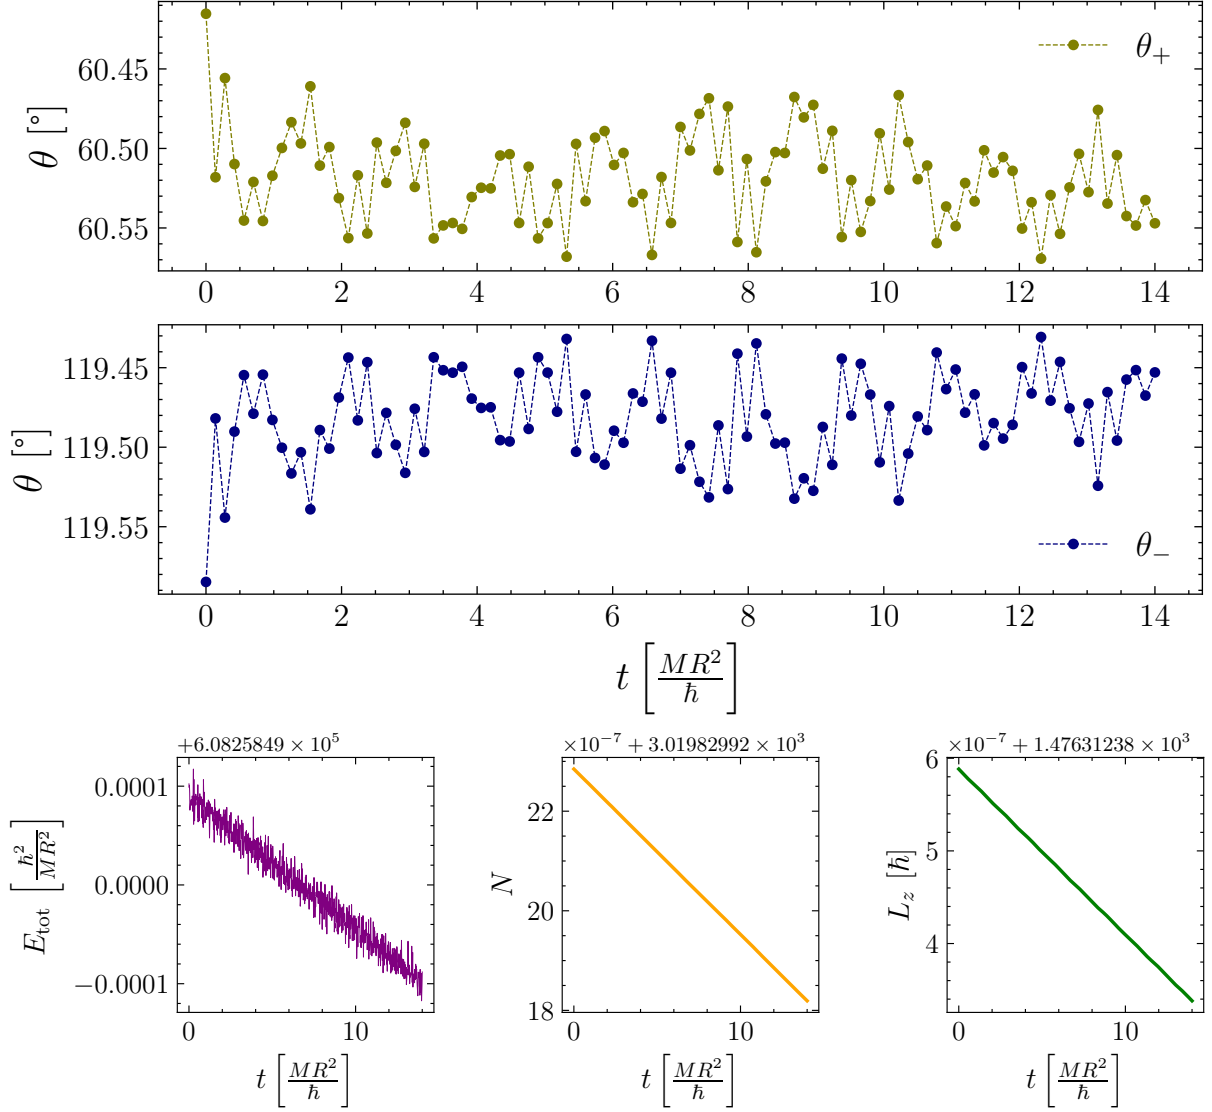 60.45
60.50
60.55
θ [°]
θ₊
0 2 4 6 8 10 12 14
119.45
119.50
119.55
θ [°]
θ₋
0 2 4 6 8 10 12 14
t [MR²/ħ]
+6.0825849 × 10⁵
0.0001
0.0000
−0.0001
E_tot [ħ²/MR²]
0 10
t [MR²/ħ]
×10⁻⁷ + 3.01982992 × 10³
22
20
18
N
0 10
t [MR²/ħ]
×10⁻⁷ + 1.47631238 × 10³
6
5
4
L_z [ħ]
0 10
t [MR²/ħ]